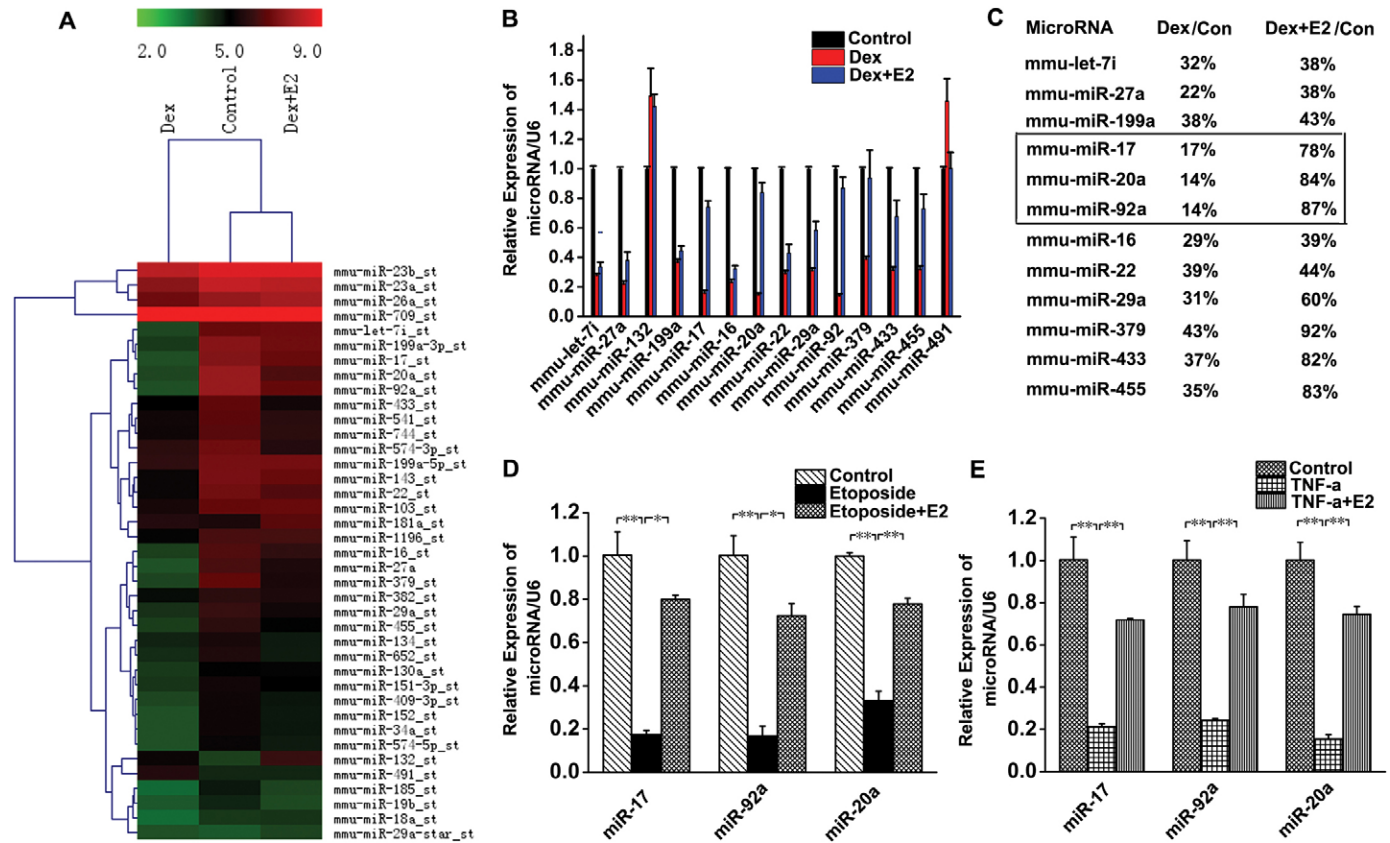 A
2.0 5.0 9.0
Dex
Control
Dex+E2
mmu-miR-23b_st
mmu-miR-23a_st
mmu-miR-26a_st
mmu-miR-709_st
mmu-let-7i_st
mmu-miR-199a-3p_st
mmu-miR-17_st
mmu-miR-20a_st
mmu-miR-92a_st
mmu-miR-433_st
mmu-miR-541_st
mmu-miR-744_st
mmu-miR-574-3p_st
mmu-miR-199a-5p_st
mmu-miR-143_st
mmu-miR-22_st
mmu-miR-103_st
mmu-miR-181a_st
mmu-miR-1196_st
mmu-miR-16_st
mmu-miR-27a
mmu-miR-379_st
mmu-miR-382_st
mmu-miR-29a_st
mmu-miR-455_st
mmu-miR-134_st
mmu-miR-652_st
mmu-miR-130a_st
mmu-miR-151-3p_st
mmu-miR-409-3p_st
mmu-miR-152_st
mmu-miR-34a_st
mmu-miR-574-5p_st
mmu-miR-132_st
mmu-miR-491_st
mmu-miR-185_st
mmu-miR-19b_st
mmu-miR-18a_st
mmu-miR-29a-star_st
B
Control
Dex
Dex+E2
Relative Expression of
microRNA/U6
1.8
1.6
1.4
1.2
1.0
0.8
0.6
0.4
0.2
0.0
mmu-let-7i
mmu-miR-27a
mmu-miR-132
mmu-miR-199a
mmu-miR-17
mmu-miR-16
mmu-miR-20a
mmu-miR-22
mmu-miR-29a
mmu-miR-92
mmu-miR-379
mmu-miR-433
mmu-miR-455
mmu-miR-491
C
MicroRNA Dex/Con Dex+E2/Con
mmu-let-7i 32% 38%
mmu-miR-27a 22% 38%
mmu-miR-199a 38% 43%
mmu-miR-17 17% 78%
mmu-miR-20a 14% 84%
mmu-miR-92a 14% 87%
mmu-miR-16 29% 39%
mmu-miR-22 39% 44%
mmu-miR-29a 31% 60%
mmu-miR-379 43% 92%
mmu-miR-433 37% 82%
mmu-miR-455 35% 83%
D
Control
Etoposide
Etoposide+E2
Relative Expression of
microRNA/U6
1.2
1.0
0.8
0.6
0.4
0.2
0.0
** *
** *
** **
miR-17
miR-92a
miR-20a
E
Control
TNF-a
TNF-a+E2
Relative Expression of
microRNA/U6
1.2
1.0
0.8
0.6
0.4
0.2
0.0
** **
** **
** **
miR-17
miR-92a
miR-20a